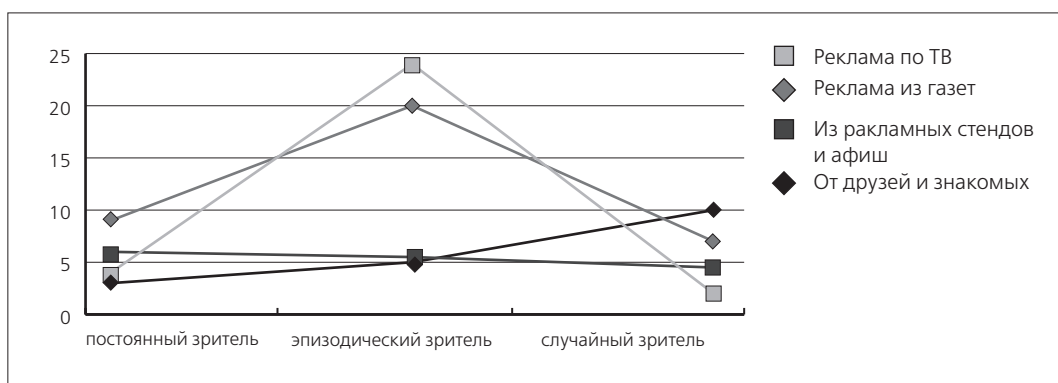 25
20
15
10
5
0
постоянный зритель
эпизодический зритель
случайный зритель
Реклама по ТВ
Реклама из газет
Из ракламных стендов
и афиш
От друзей и знакомых